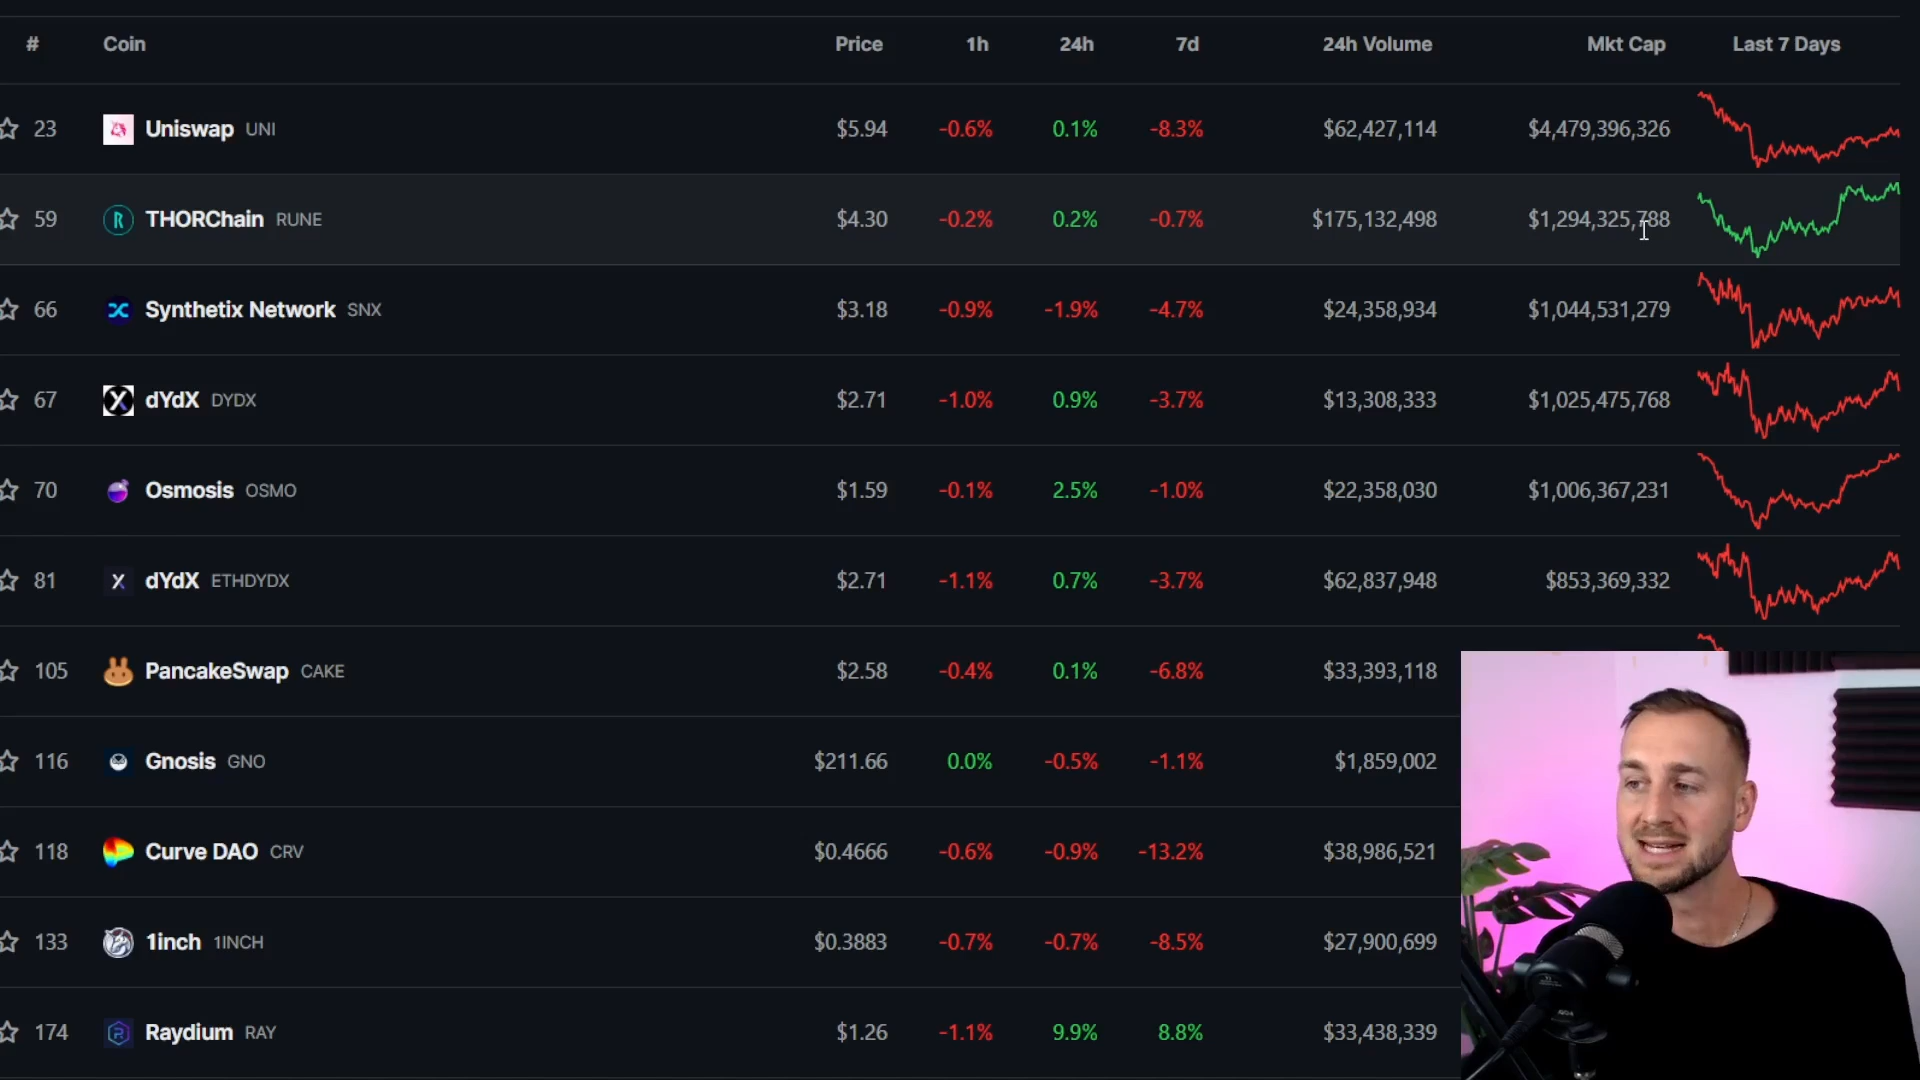 # Coin Price 1h 24h 7d 24h Volume Mkt Cap Last 7 Days
23 Uniswap UNI $5.94 -0.6% 0.1% -8.3% $62,427,114 $4,479,396,326
59 THORChain RUNE $4.30 -0.2% 0.2% -0.7% $175,132,498 $1,294,325,788
66 Synthetix Network SNX $3.18 -0.9% -1.9% -4.7% $24,358,934 $1,044,531,279
67 dYdX DYDX $2.71 -1.0% 0.9% -3.7% $13,308,333 $1,025,475,768
70 Osmosis OSMO $1.59 -0.1% 2.5% -1.0% $22,358,030 $1,006,367,231
81 dYdX ETHDYDX $2.71 -1.1% 0.7% -3.7% $62,837,948 $853,369,332
105 PancakeSwap CAKE $2.58 -0.4% 0.1% -6.8% $33,393,118
116 Gnosis GNO $211.66 0.0% -0.5% -1.1% $1,859,002
118 Curve DAO CRV $0.4666 -0.6% -0.9% -13.2% $38,986,521
133 1inch 1INCH $0.3883 -0.7% -0.7% -8.5% $27,900,699
174 Raydium RAY $1.26 -1.1% 9.9% 8.8% $33,438,339